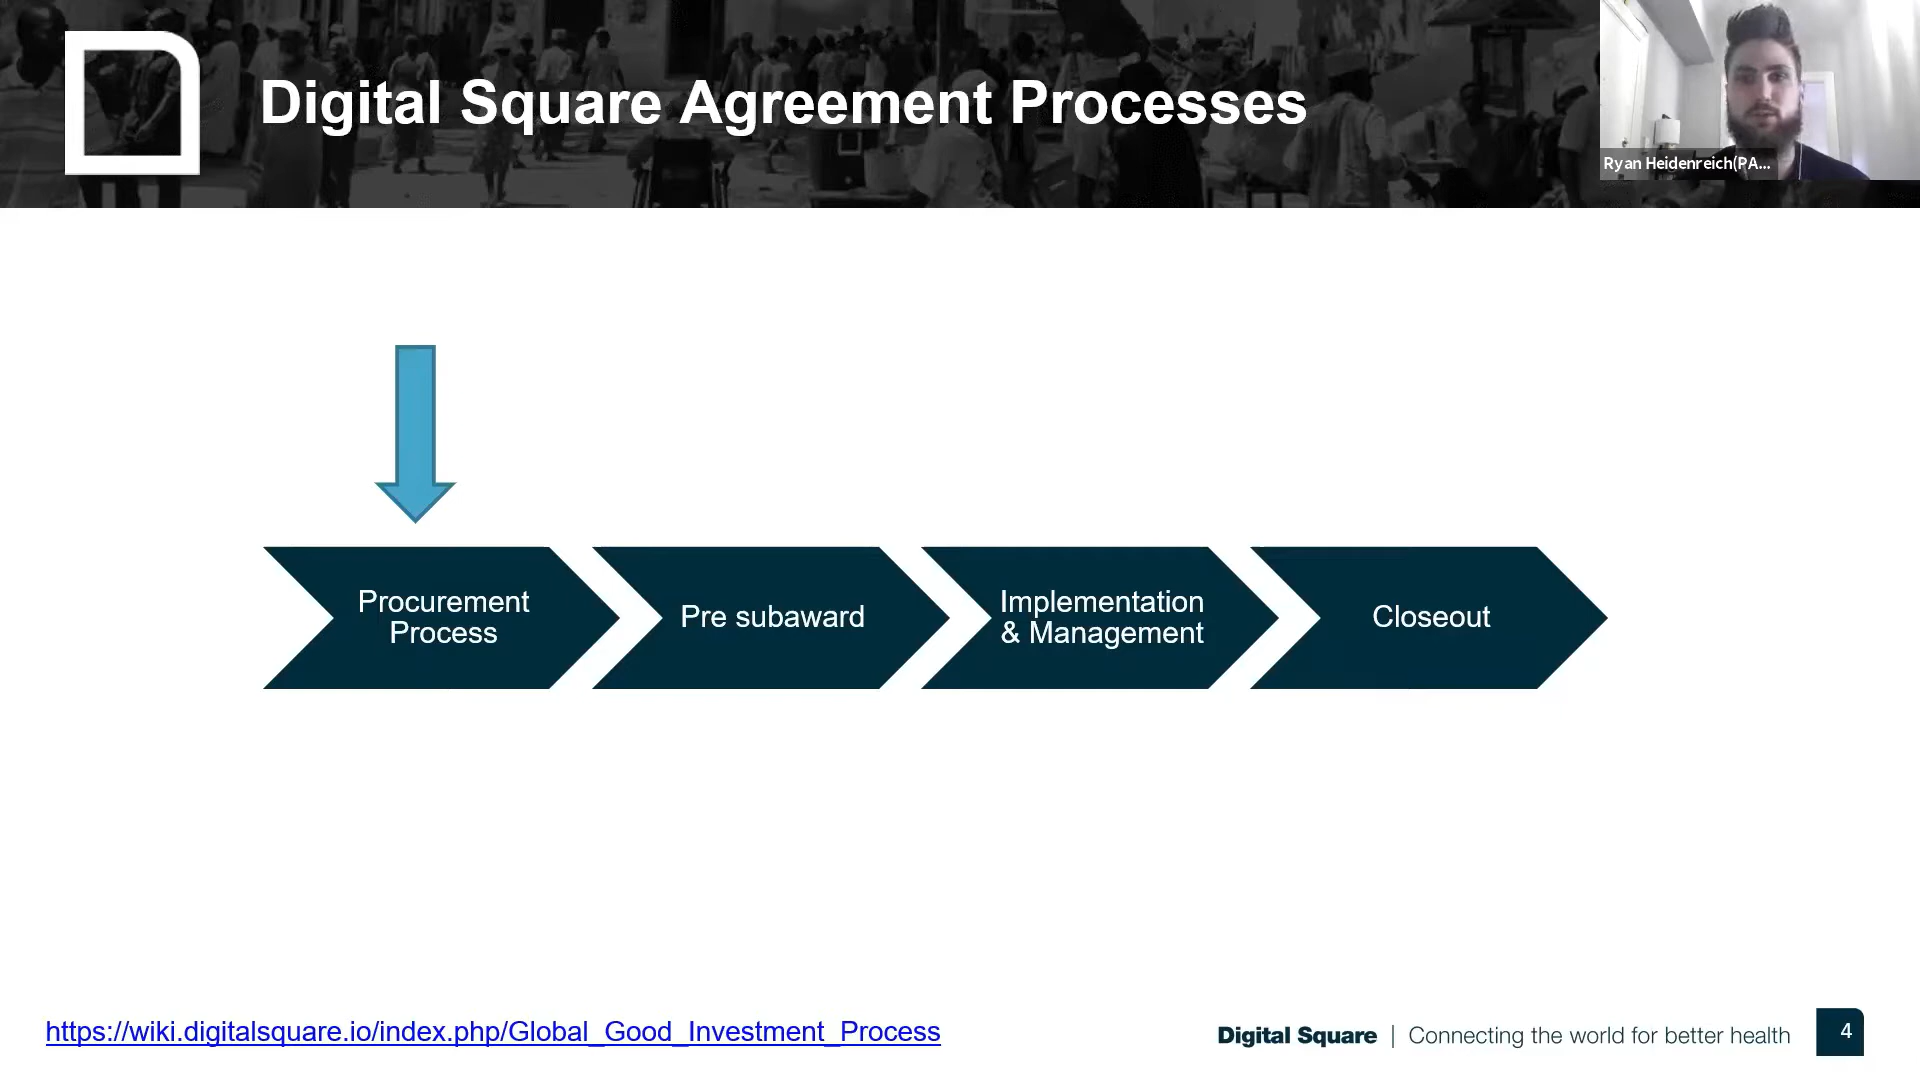 Digital Square Agreement Processes
Ryan Heidenreich(PA...
Procurement
Process
Pre subaward
Implementation
& Management
Closeout
https://wiki.digitalsquare.io/index.php/Global_Good_Investment_Process
Digital Square | Connecting the world for better health
4